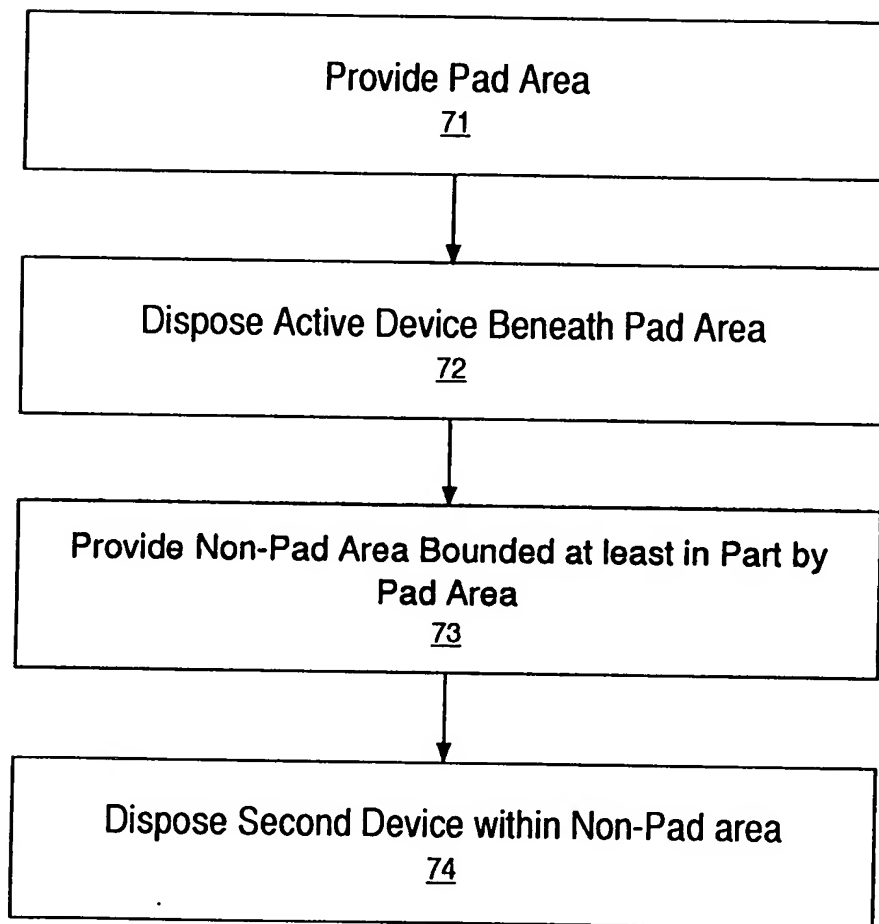 Provide Pad Area
71
Dispose Active Device Beneath Pad Area
72
Provide Non-Pad Area Bounded at least in Part by
Pad Area
73
Dispose Second Device within Non-Pad area
74